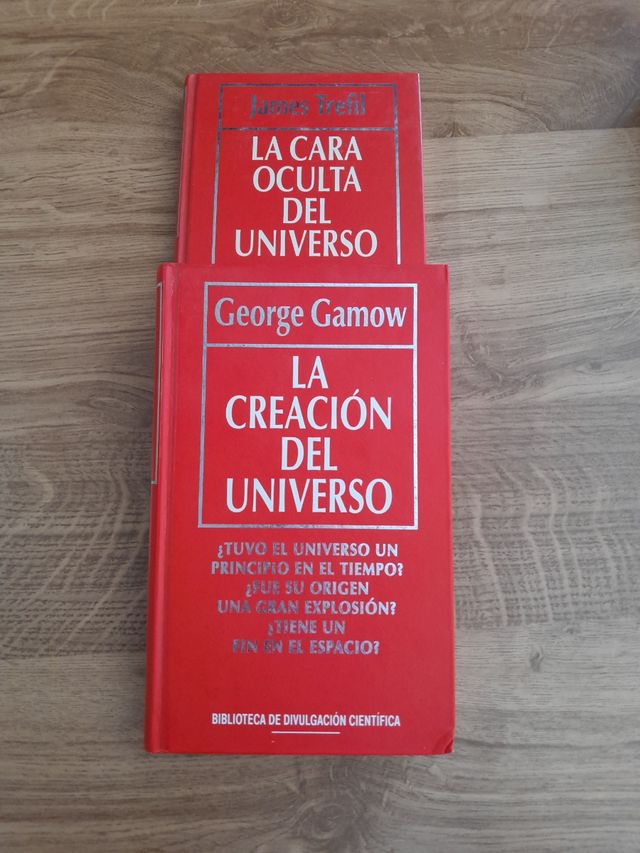 James Trefil
LA CARA
OCULTA
DEL
UNIVERSO
George Gamow
LA
CREACIÓN
DEL
UNIVERSO
¿TUVO EL UNIVERSO UN
PRINCIPIO EN EL TIEMPO?
¿FUE SU ORIGEN
UNA GRAN EXPLOSIÓN?
¿TIENE UN
FIN EN EL ESPACIO?
BIBLIOTECA DE DIVULGACIÓN CIENTÍFICA